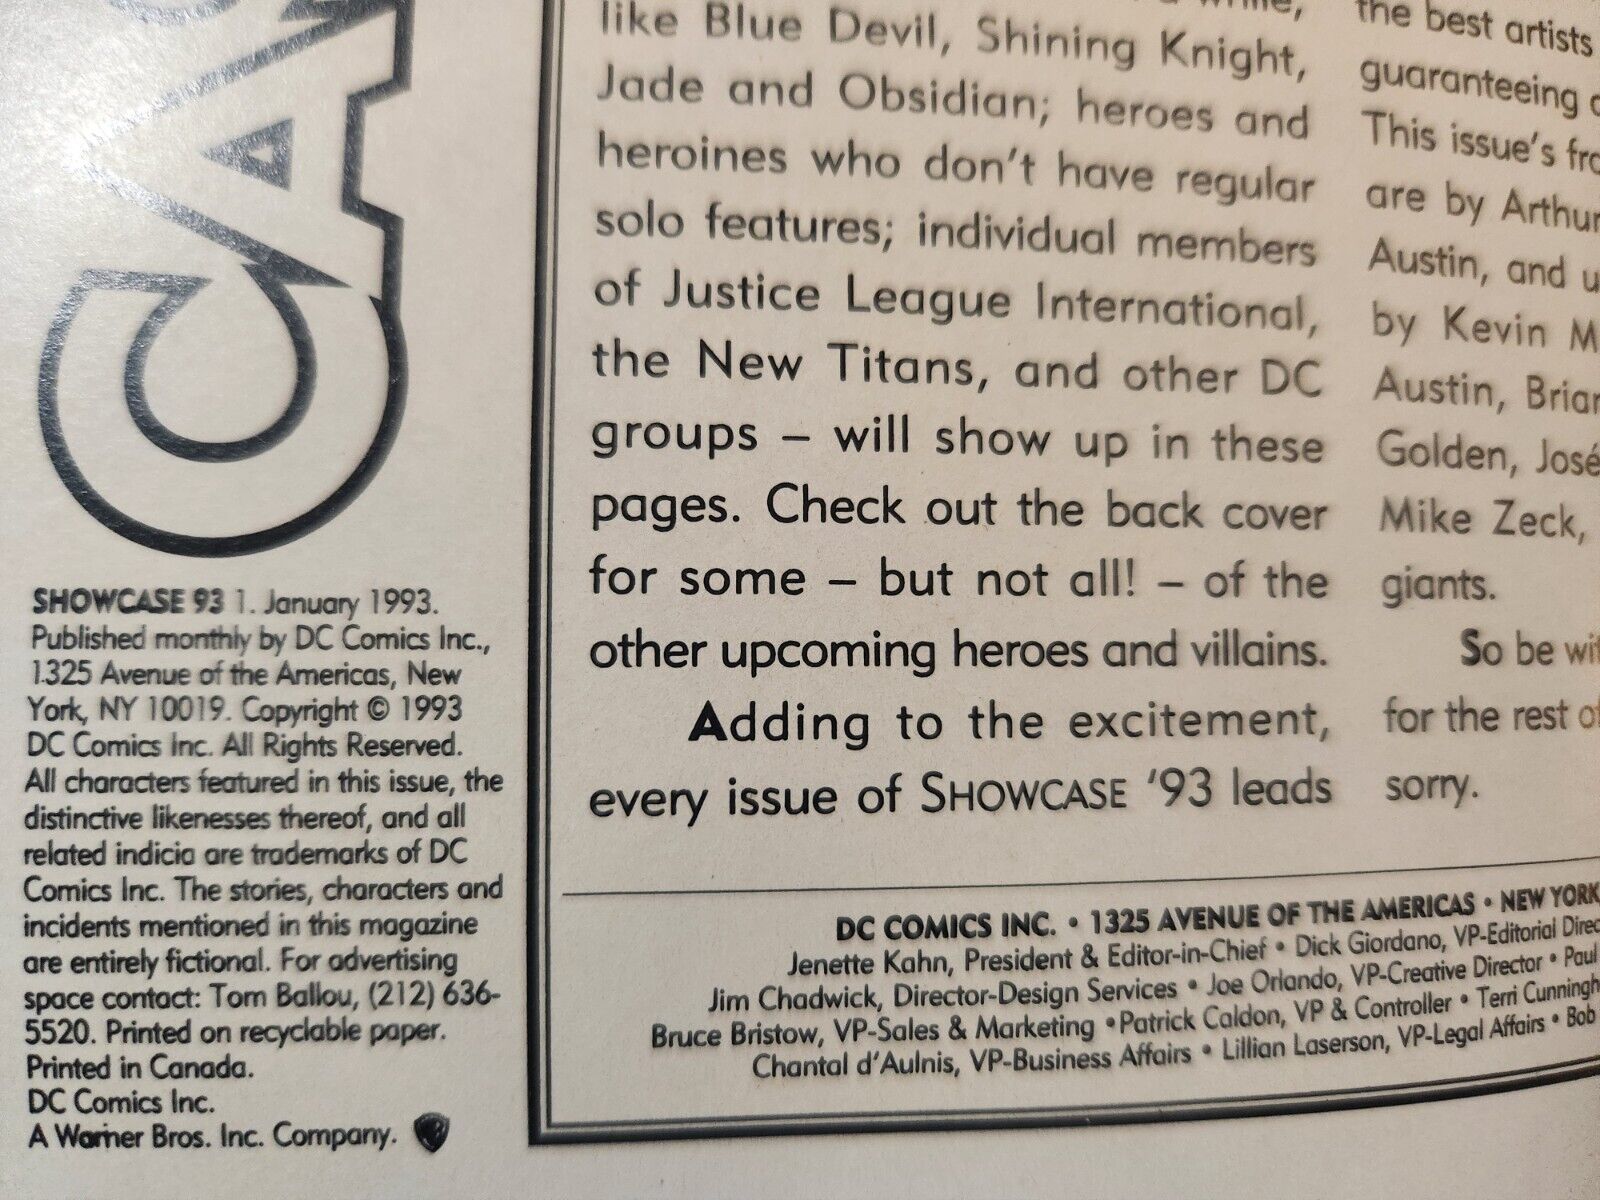 CA
SHOWCASE 93 1. January 1993.
Published monthly by DC Comics Inc.,
1325 Avenue of the Americas, New
York, NY 10019. Copyright © 1993
DC Comics Inc. All Rights Reserved.
All characters featured in this issue, the
distinctive likenesses thereof, and all
related indicia are trademarks of DC
Comics Inc. The stories, characters and
incidents mentioned in this magazine
are entirely fictional. For advertising
space contact: Tom Ballou, (212) 636-
5520. Printed on recyclable paper.
Printed in Canada.
DC Comics Inc.
A Warner Bros. Inc. Company.
like Blue Devil, Shining Knight,
Jade and Obsidian; heroes and
heroines who don't have regular
solo features; individual members
of Justice League International,
the New Titans, and other DC
groups – will show up in these
pages. Check out the back cover
for some – but not all! – of the
other upcoming heroes and villains.
Adding to the excitement,
every issue of SHOWCASE '93 leads
the best artists
guaranteeing
This issue's
are by Arthur
Austin, and
by Kevin
Austin, Brian
Golden, José
Mike Zeck,
giants.
So be
for the rest of
sorry.
DC COMICS INC. • 1325 AVENUE OF THE AMERICAS • NEW YORK
Jenette Kahn, President & Editor-in-Chief • Dick Giordano, VP-Editorial Direc
Jim Chadwick, Director-Design Services • Joe Orlando, VP-Creative Director • Paul
Bruce Bristow, VP-Sales & Marketing • Patrick Caldon, VP & Controller • Terri Cunningh
Chantal d'Aulnis, VP-Business Affairs • Lillian Laserson, VP-Legal Affairs • Bob